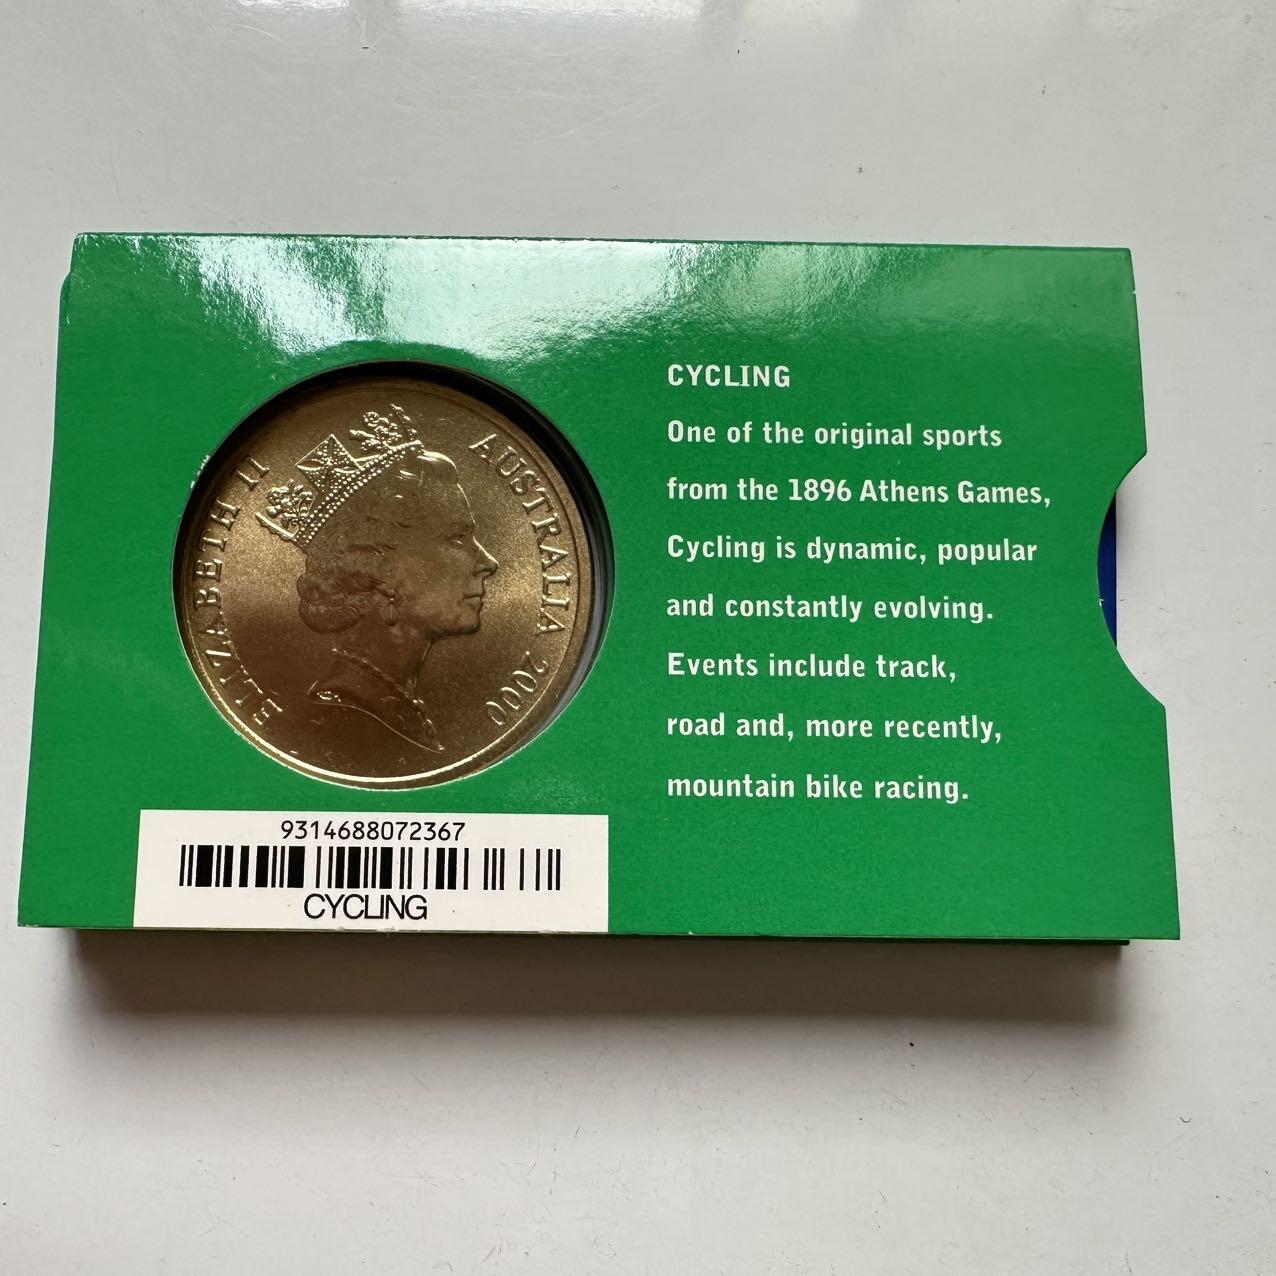 ELIZABETH II
AUSTRALIA 2000
CYCLING
One of the original sports
from the 1896 Athens Games,
Cycling is dynamic, popular
and constantly evolving.
Events include track,
road and, more recently,
mountain bike racing.
9314688072367
CYCLING